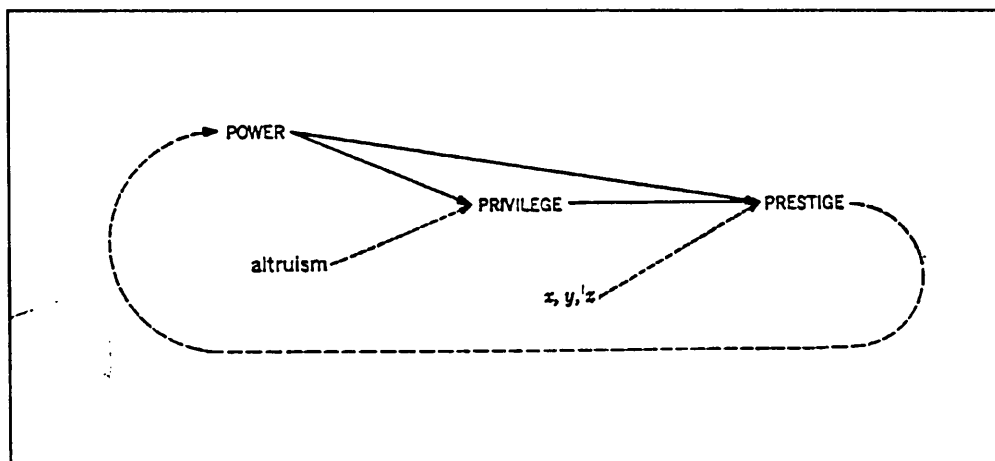 POWER
PRIVILEGE
PRESTIGE
altruism
x, y, z